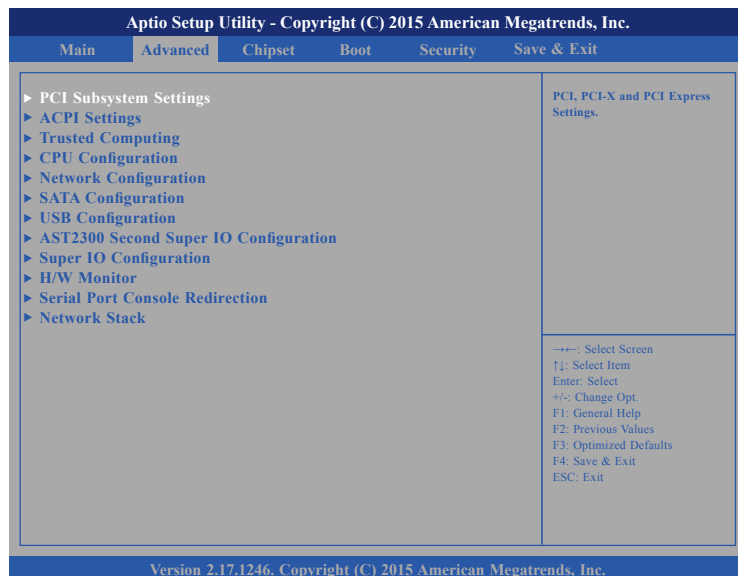 Aptio Setup Utility - Copyright (C) 2015 American Megatrends, Inc.
Main Advanced Chipset Boot Security Save & Exit
▶ PCI Subsystem Settings
▶ ACPI Settings
▶ Trusted Computing
▶ CPU Configuration
▶ Network Configuration
▶ SATA Configuration
▶ USB Configuration
▶ AST2300 Second Super IO Configuration
▶ Super IO Configuration
▶ H/W Monitor
▶ Serial Port Console Redirection
▶ Network Stack
PCI, PCI-X and PCI Express
Settings.
→←: Select Screen
↑↓: Select Item
Enter: Select
+/-: Change Opt.
F1: General Help
F2: Previous Values
F3: Optimized Defaults
F4: Save & Exit
ESC: Exit
Version 2.17.1246. Copyright (C) 2015 American Megatrends, Inc.